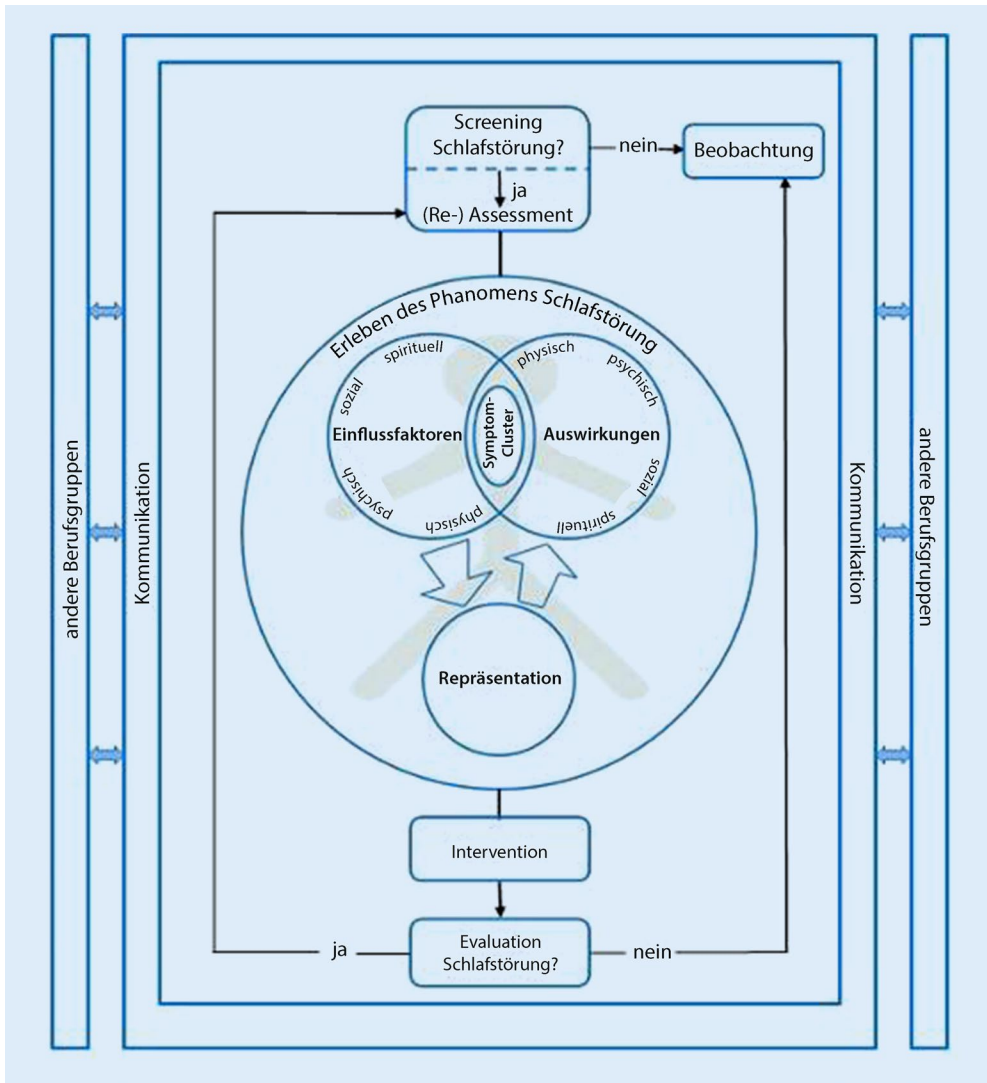 Screening
Schlafstörung?
nein
Beobachtung
ja
(Re-) Assessment
Erleben des Phanomens Schlafstörung
spirituell
physisch
sozial
psychisch
Einflussfaktoren
Symptom-
Cluster
Auswirkungen
psychisch
sozial
physisch
spirituell
Repräsentation
Intervention
Evaluation
Schlafstörung?
ja
nein
andere Berufsgruppen
Kommunikation
Kommunikation
andere Berufsgruppen